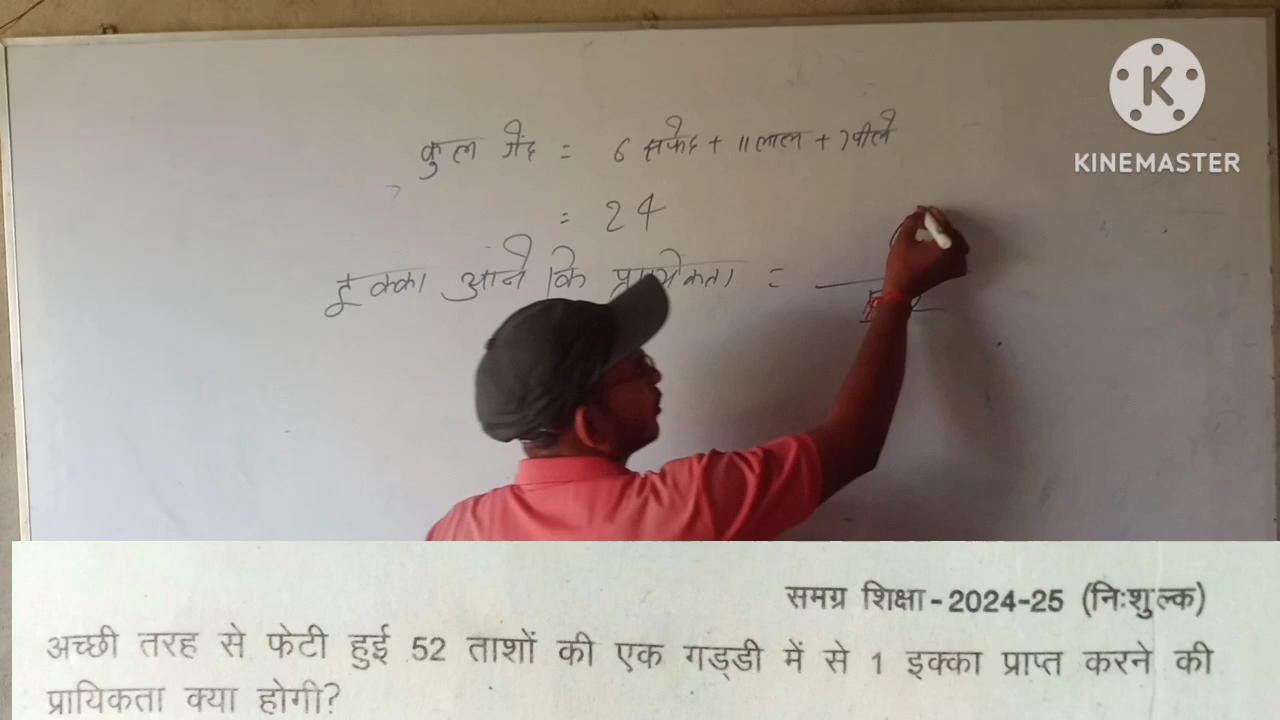 KINEMASTER
कुल गेंद = 6 सफेद + 11 लाल + 7 पीले
= 24
इक्का आने कि =
समग्र शिक्षा - 2024-25 (निःशुल्क)
अच्छी तरह से फेटी हुई 52 ताशों की एक गड्डी में से 1 इक्का प्राप्त करने की
प्रायिकता क्या होगी?